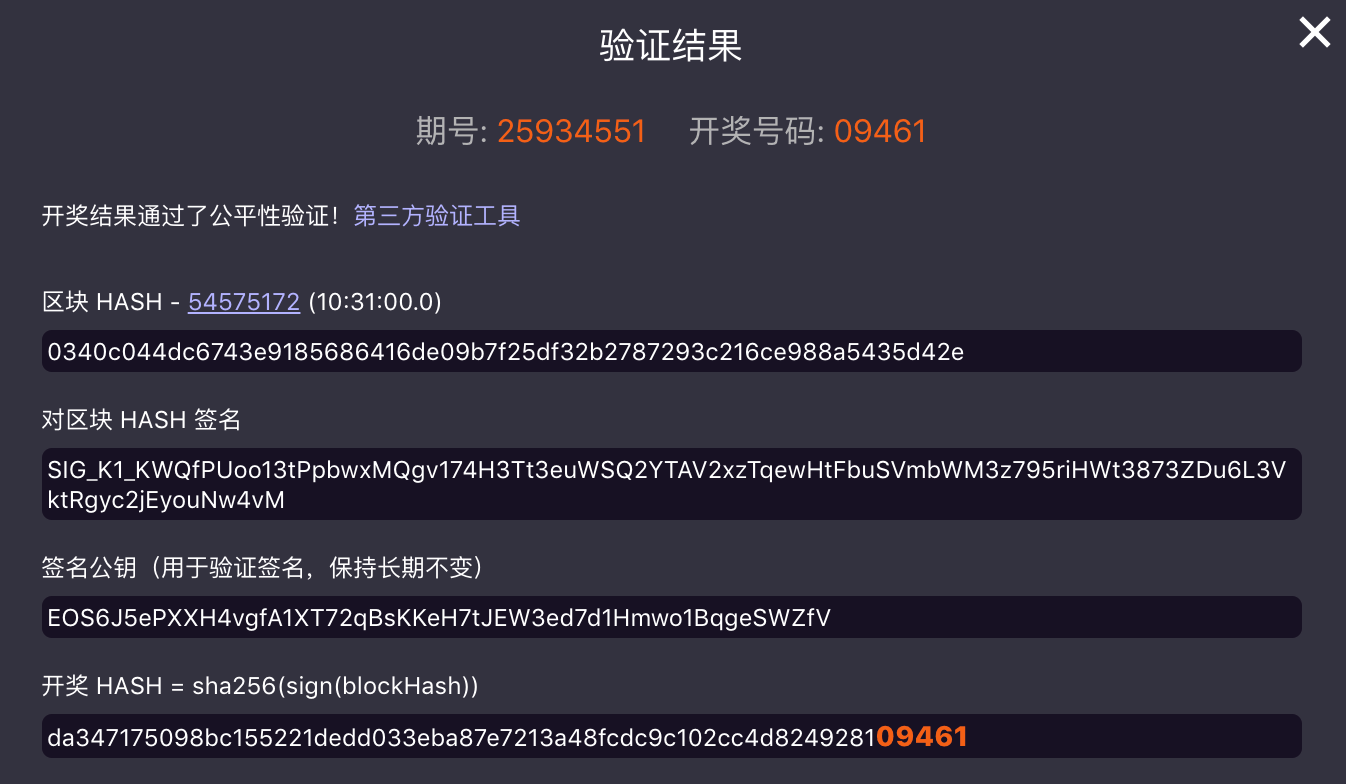 验证结果
期号: 25934551 开奖号码: 09461
开奖结果通过了公平性验证！第三方验证工具
区块 HASH - 54575172 (10:31:00.0)
0340c044dc6743e9185686416de09b7f25df32b2787293c216ce988a5435d42e
对区块 HASH 签名
SIG_K1_KWQfPUoo13tPpbwxMQgv174H3Tt3euWSQ2YTAV2xzTqewHtFbuSVmbWM3z795riHWt3873ZDu6L3V
ktRgyc2jEyouNw4vM
签名公钥（用于验证签名，保持长期不变）
EOS6J5ePXXH4vgfA1XT72qBsKKeH7tJEW3ed7d1Hmwo1BqgeSWZfV
开奖 HASH = sha256(sign(blockHash))
da347175098bc155221dedd033eba87e7213a48fcdc9c102cc4d824928109461